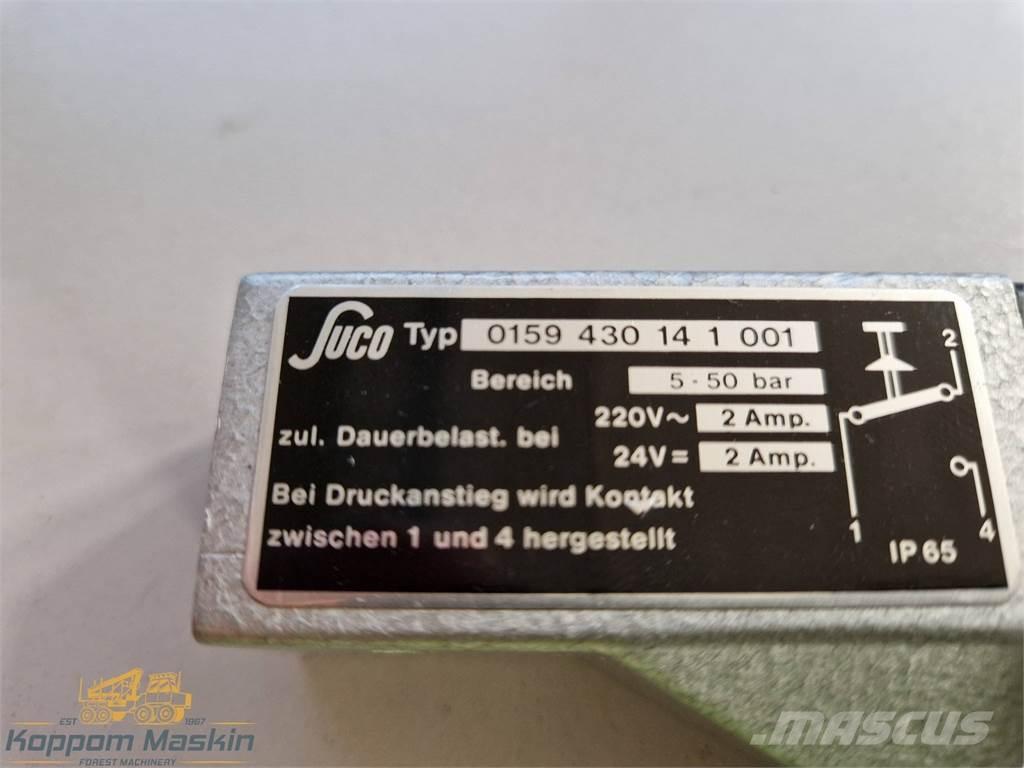 Suco Typ 0159 430 14 1 001
Bereich 5 - 50 bar
zul. Dauerbelast. bei
220V~ 2 Amp.
24V= 2 Amp.
Bei Druckanstieg wird Kontakt
zwischen 1 und 4 hergestellt
2
1
4
IP 65
EST 1967
Koppom Maskin
FOREST MACHINERY
MASCUS